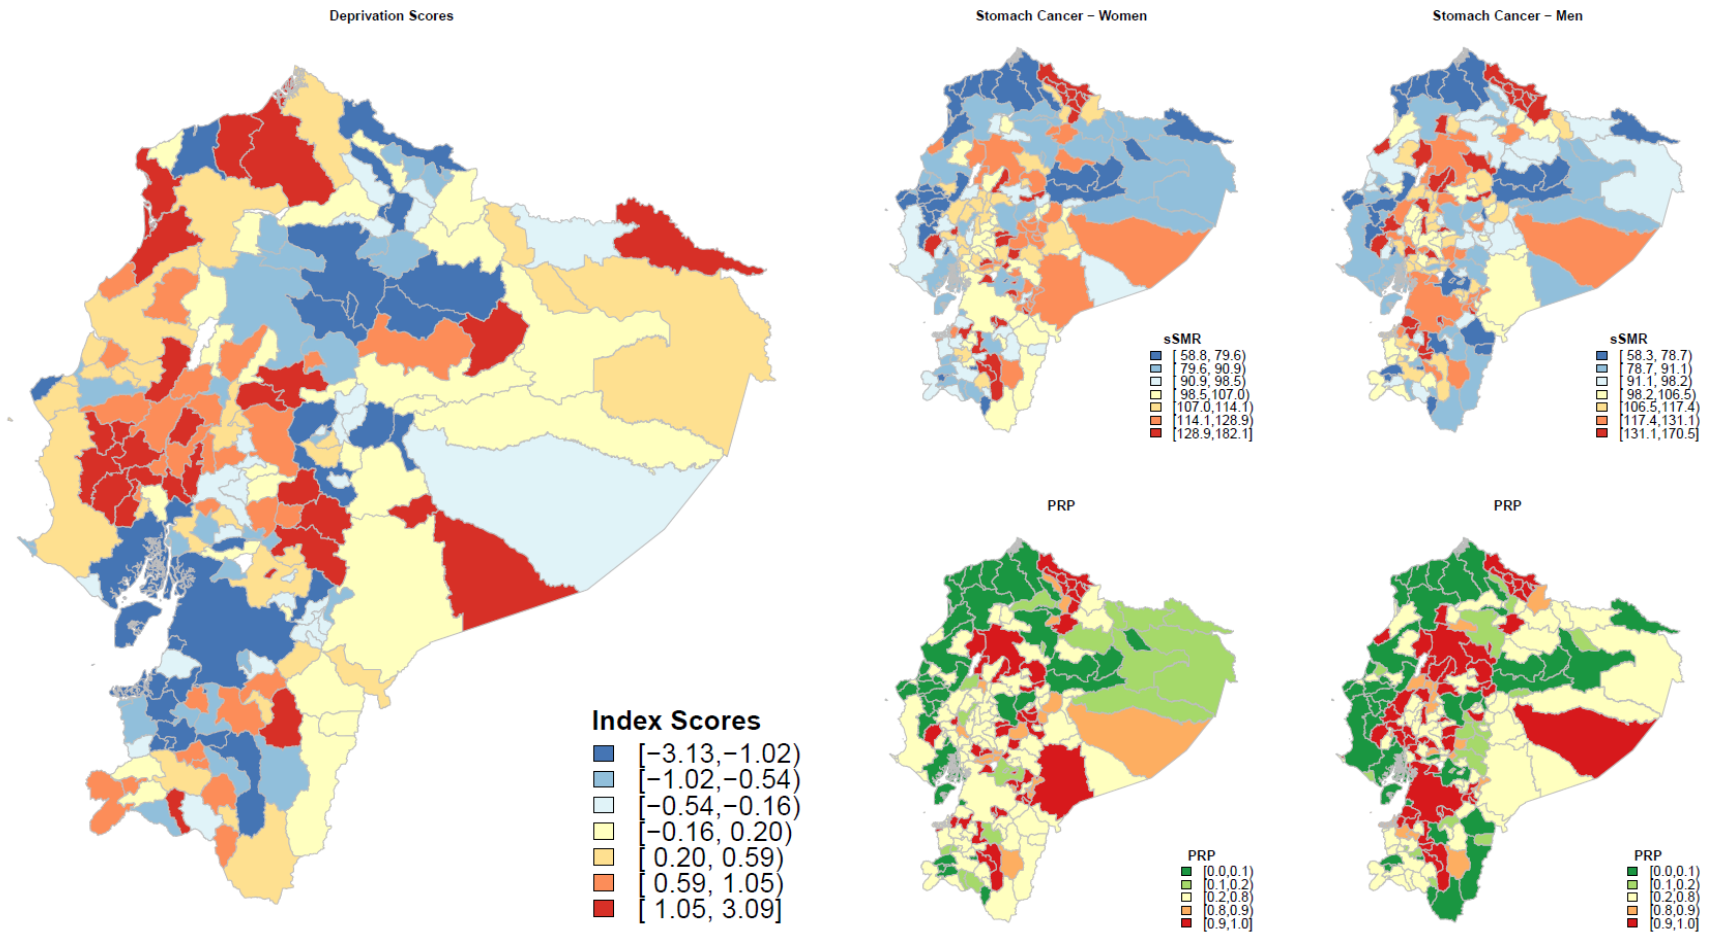 Deprivation Scores
Index Scores
[−3.13,−1.02)
[−1.02,−0.54)
[−0.54,−0.16)
[−0.16, 0.20)
[ 0.20, 0.59)
[ 0.59, 1.05)
[ 1.05, 3.09]
Stomach Cancer − Women
sSMR
[ 58.8, 79.6)
[ 79.6, 90.9)
[ 90.9, 98.5)
[ 98.5,107.0)
[107.0,114.1)
[114.1,128.9)
[128.9,182.1]
Stomach Cancer − Men
sSMR
[ 58.3, 78.7)
[ 78.7, 91.1)
[ 91.1, 98.2)
[ 98.2,106.5)
[106.5,117.4)
[117.4,131.1)
[131.1,170.5]
PRP
PRP
[0.0,0.1)
[0.1,0.2)
[0.2,0.8)
[0.8,0.9)
[0.9,1.0]
PRP
PRP
[0.0,0.1)
[0.1,0.2)
[0.2,0.8)
[0.8,0.9)
[0.9,1.0]